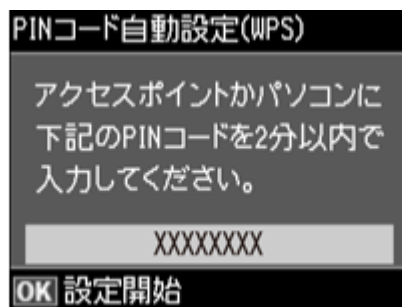 PINコード自動設定(WPS)
アクセスポイントかパソコンに
下記のPINコードを2分以内で
入力してください。
XXXXXXXX
OK 設定開始